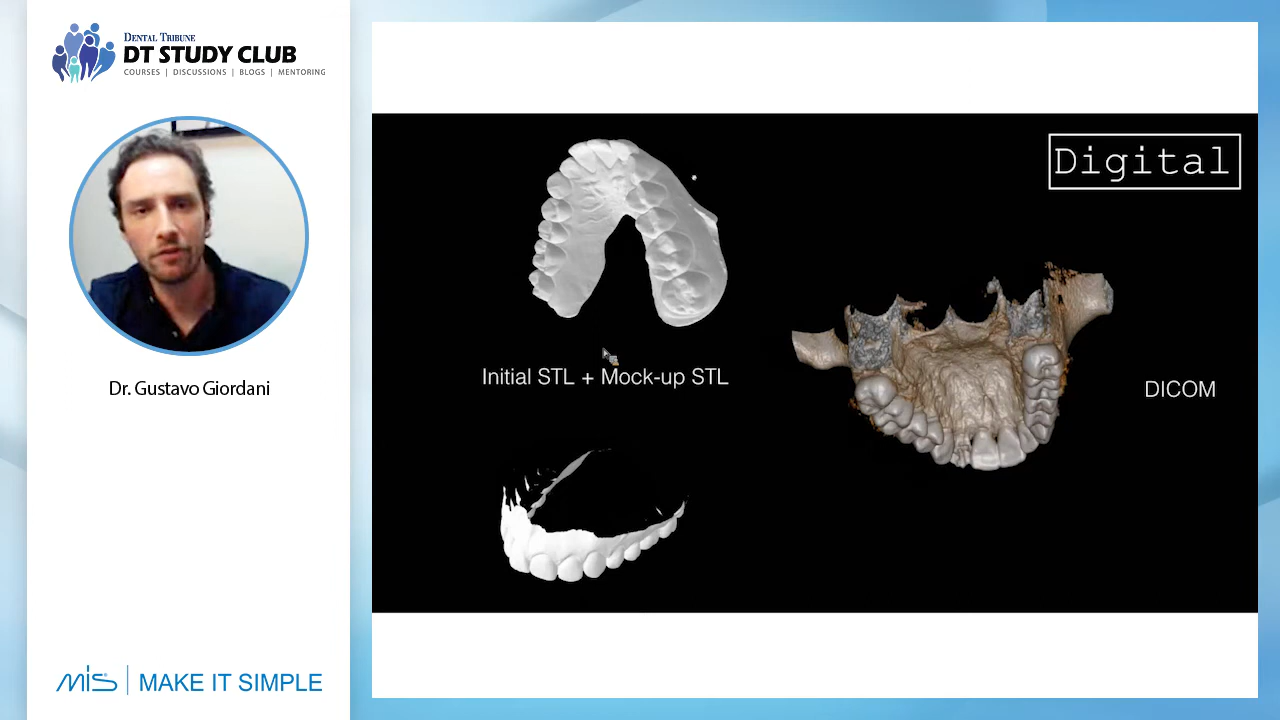 DENTAL TRIBUNE
DT STUDY CLUB
COURSES | DISCUSSIONS | BLOGS | MENTORING
Dr. Gustavo Giordani
Digital
Initial STL + Mock-up STL
DICOM
mis | MAKE IT SIMPLE